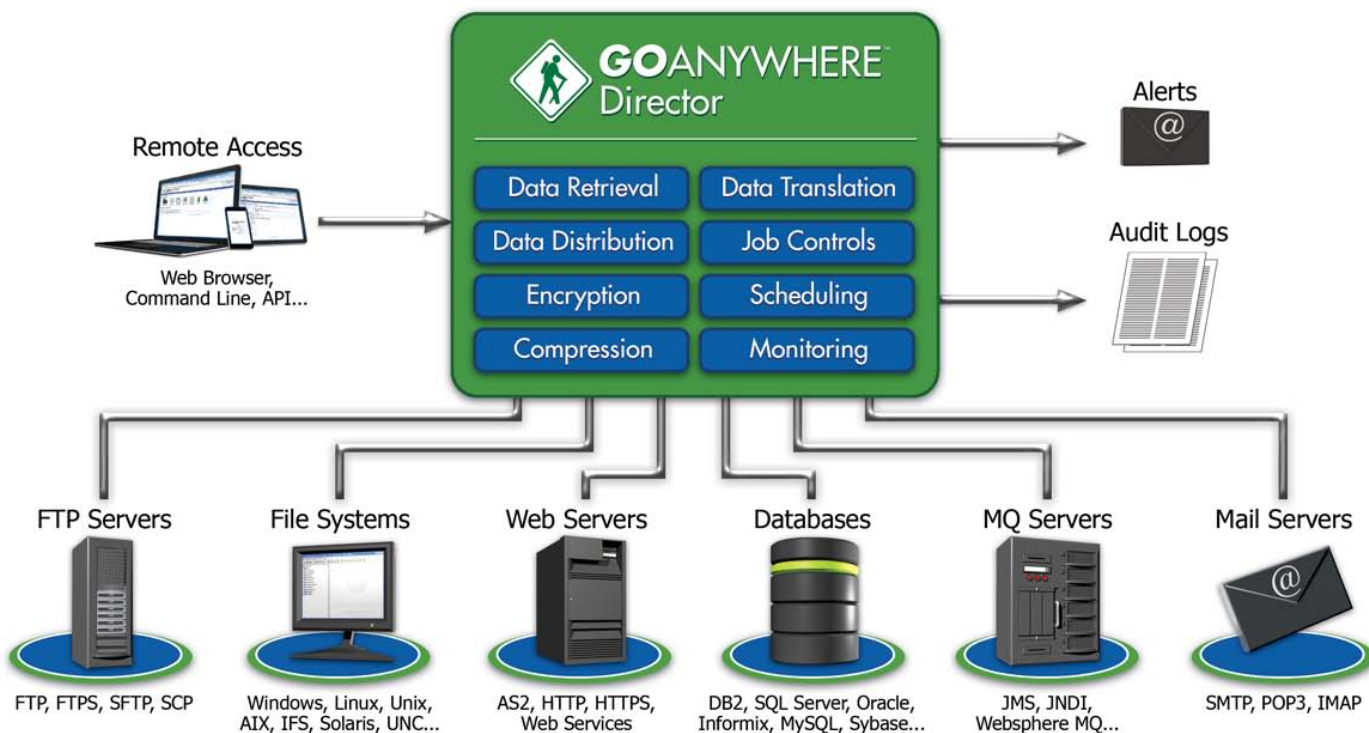 GOANYWHERE™
Director
Remote Access
Web Browser,
Command Line, API...
Data Retrieval
Data Translation
Data Distribution
Job Controls
Encryption
Scheduling
Compression
Monitoring
Alerts
@
Audit Logs
FTP Servers
FTP, FTPS, SFTP, SCP
File Systems
Windows, Linux, Unix,
AIX, IFS, Solaris, UNC...
Web Servers
AS2, HTTP, HTTPS,
Web Services
Databases
DB2, SQL Server, Oracle,
Informix, MySQL, Sybase...
MQ Servers
JMS, JNDI,
Websphere MQ...
Mail Servers
@
SMTP, POP3, IMAP